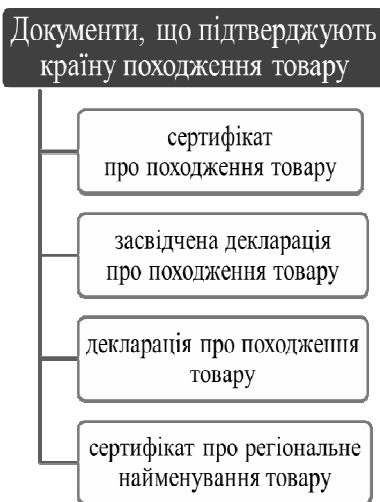 Документи, що підтверджують
країну походження товару
сертифікат
про походження товару
засвідчена декларація
про походження товару
декларація про походження
товару
сертифікат про регіональне
найменування товару